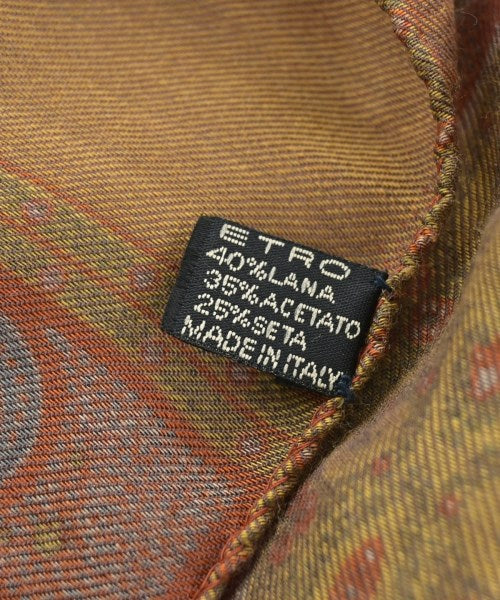 ETRO
40%LANA
35%ACETATO
25%SETA
MADE IN ITALY